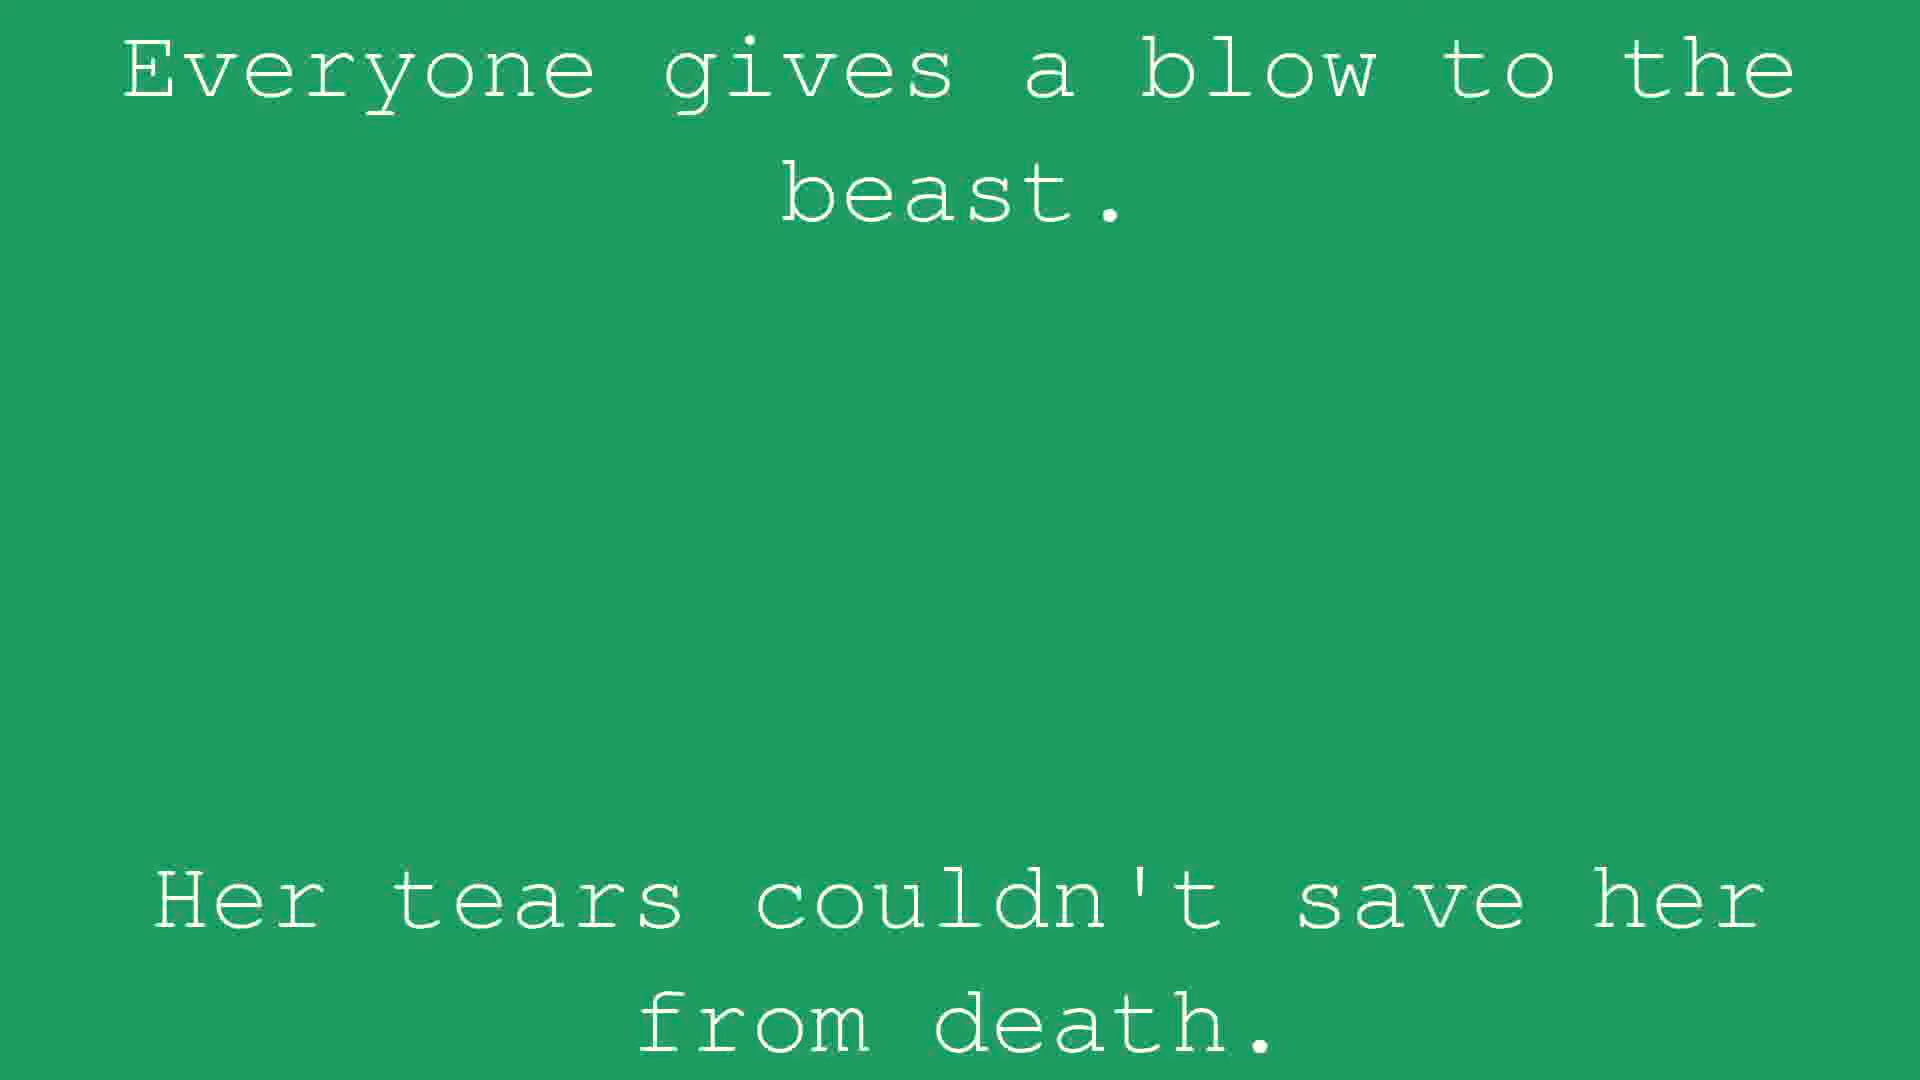 Everyone gives a blow to the
beast.
Her tears couldn't save her
from death.